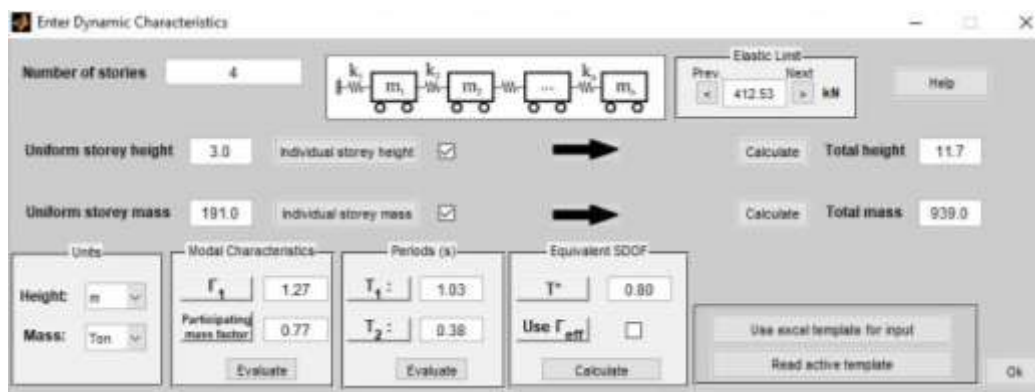 Enter Dynamic Characteristics
Number of stories 4
k₁ k₂ kₙ
m₁ m₂ ... mₙ
Elastic Limit
Prev. Next
< 412.53 > kN
Help
Uniform storey height 3.0 Individual storey height Calculate Total height 11.7
Uniform storey mass 191.0 Individual storey mass Calculate Total mass 939.0
Units
Height: m
Mass: Ton
Modal Characteristics
Γ₁ 1.27
Participating mass factor 0.77
Evaluate
Periods (s)
T₁ : 1.03
T₂ : 0.38
Evaluate
Equivalent SDOF
T* 0.80
Use Γeff
Calculate
Use excel template for input
Read active template
Ok